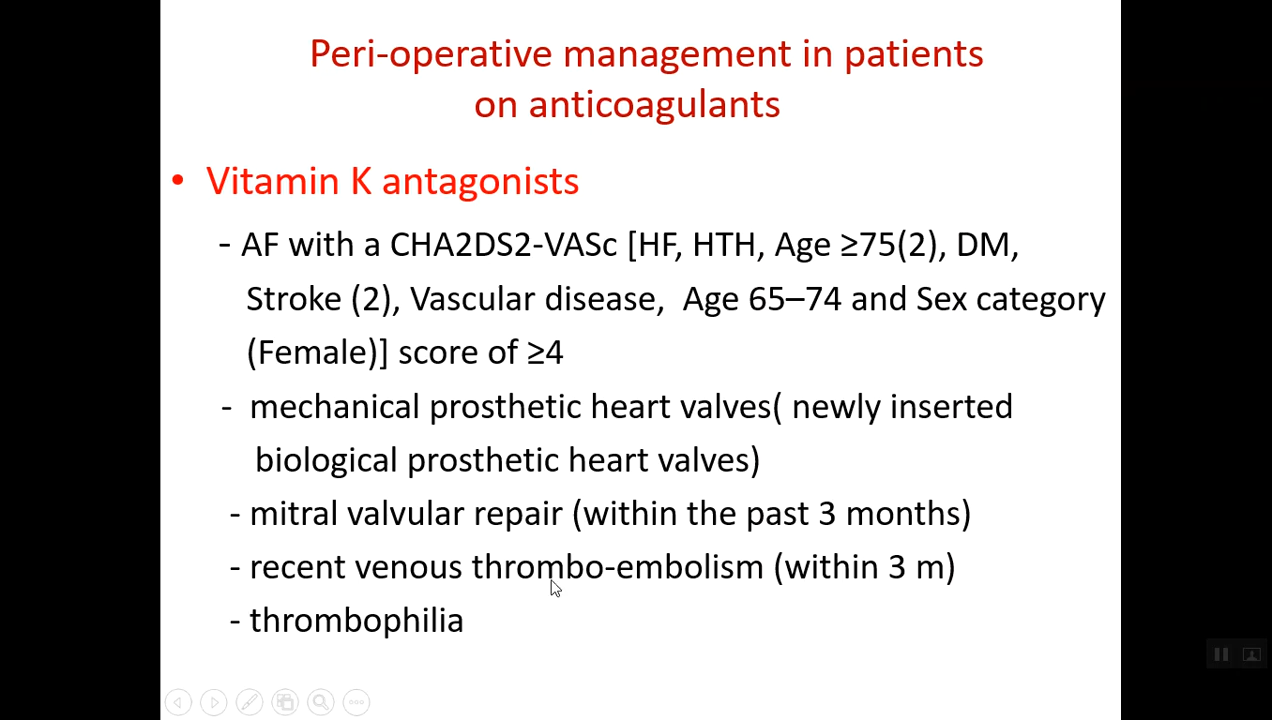 Peri-operative management in patients
on anticoagulants
• Vitamin K antagonists
- AF with a CHA2DS2-VASc [HF, HTH, Age ≥75(2), DM,
Stroke (2), Vascular disease, Age 65–74 and Sex category
(Female)] score of ≥4
- mechanical prosthetic heart valves( newly inserted
biological prosthetic heart valves)
- mitral valvular repair (within the past 3 months)
- recent venous thrombo-embolism (within 3 m)
- thrombophilia